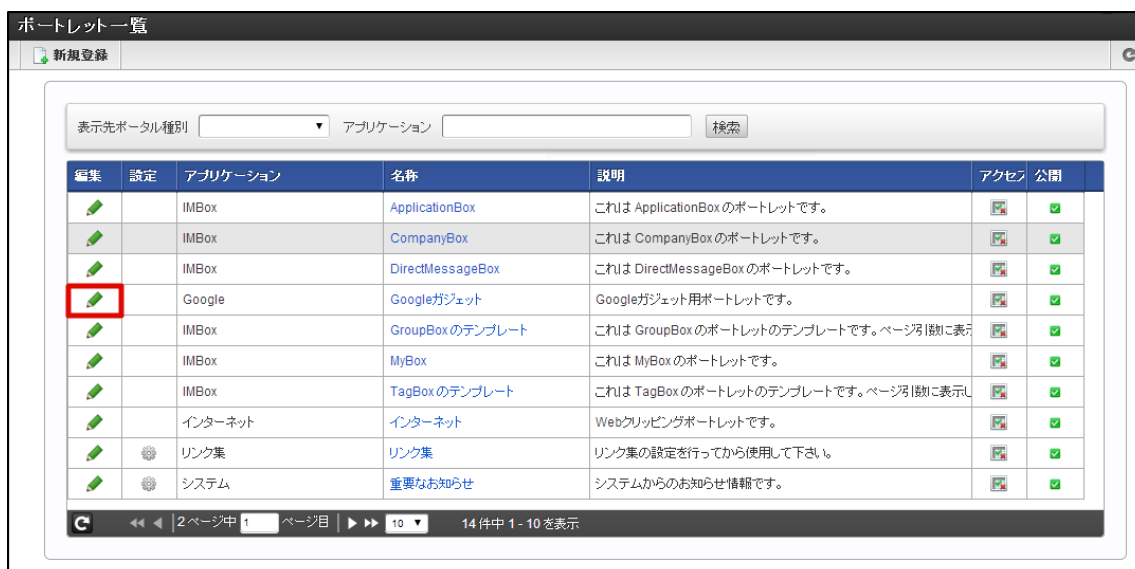 ポートレット一覧
新規登録
表示先ポータル種別 アプリケーション 検索
編集 設定 アプリケーション 名称 説明 アクセス 公開
IMBox ApplicationBox これは ApplicationBox のポートレットです。
IMBox CompanyBox これは CompanyBox のポートレットです。
IMBox DirectMessageBox これは DirectMessageBox のポートレットです。
Google Googleガジェット Googleガジェット用ポートレットです。
IMBox GroupBox のテンプレート これは GroupBox のポートレットのテンプレートです。ページ引数に表示
IMBox MyBox これは MyBox のポートレットです。
IMBox TagBox のテンプレート これは TagBox のポートレットのテンプレートです。ページ引数に表示し
インターネット インターネット Webクリッピングポートレットです。
リンク集 リンク集 リンク集の設定を行ってから使用して下さい。
システム 重要なお知らせ システムからのお知らせ情報です。
2ページ中 1 ページ目 10 14 件中 1 - 10 を表示